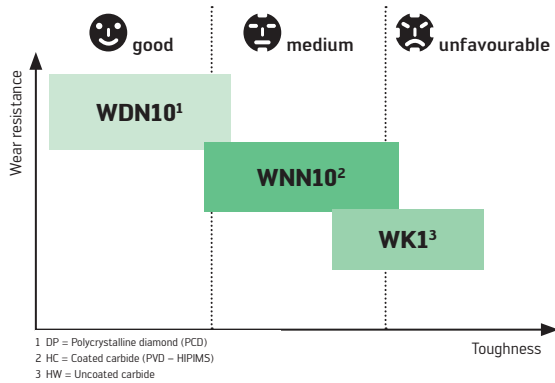 good medium unfavourable
Wear resistance
WDN10¹
WNN10²
WK1³
Toughness
1 DP = Polycrystalline diamond (PCD)
2 HC = Coated carbide (PVD – HIPIMS)
3 HW = Uncoated carbide